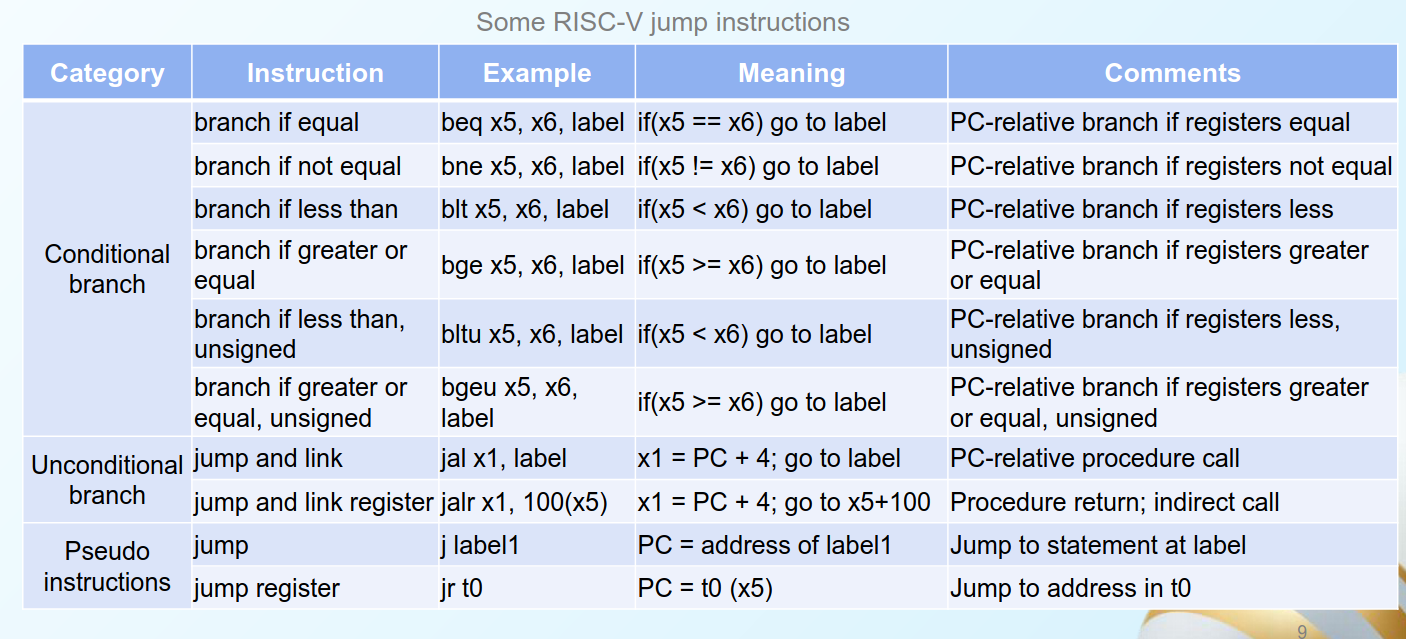 Some RISC-V jump instructions
Category Instruction Example Meaning Comments
Conditional
branch
branch if equal beq x5, x6, label if(x5 == x6) go to label PC-relative branch if registers equal
branch if not equal bne x5, x6, label if(x5 != x6) go to label PC-relative branch if registers not equal
branch if less than blt x5, x6, label if(x5 < x6) go to label PC-relative branch if registers less
branch if greater or
equal
bge x5, x6, label if(x5 >= x6) go to label
PC-relative branch if registers greater
or equal
branch if less than,
unsigned
bltu x5, x6, label if(x5 < x6) go to label
PC-relative branch if registers less,
unsigned
branch if greater or
equal, unsigned
bgeu x5, x6,
label
if(x5 >= x6) go to label
PC-relative branch if registers greater
or equal, unsigned
Unconditional
branch
jump and link jal x1, label x1 = PC + 4; go to label PC-relative procedure call
jump and link register jalr x1, 100(x5) x1 = PC + 4; go to x5+100 Procedure return; indirect call
Pseudo
instructions
jump j label1 PC = address of label1 Jump to statement at label
jump register jr t0 PC = t0 (x5) Jump to address in t0
9